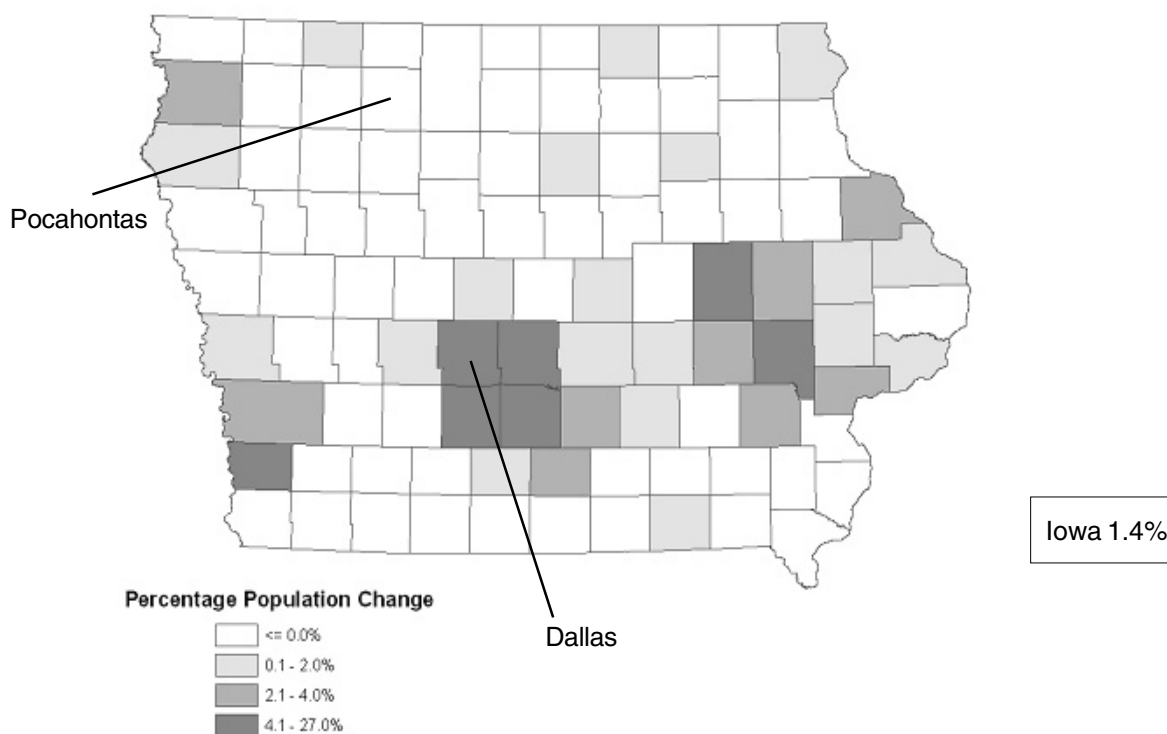 Pocahontas
Iowa 1.4%
Percentage Population Change
<= 0.0%
Dallas
0.1 - 2.0%
2.1 - 4.0%
4.1 - 27.0%